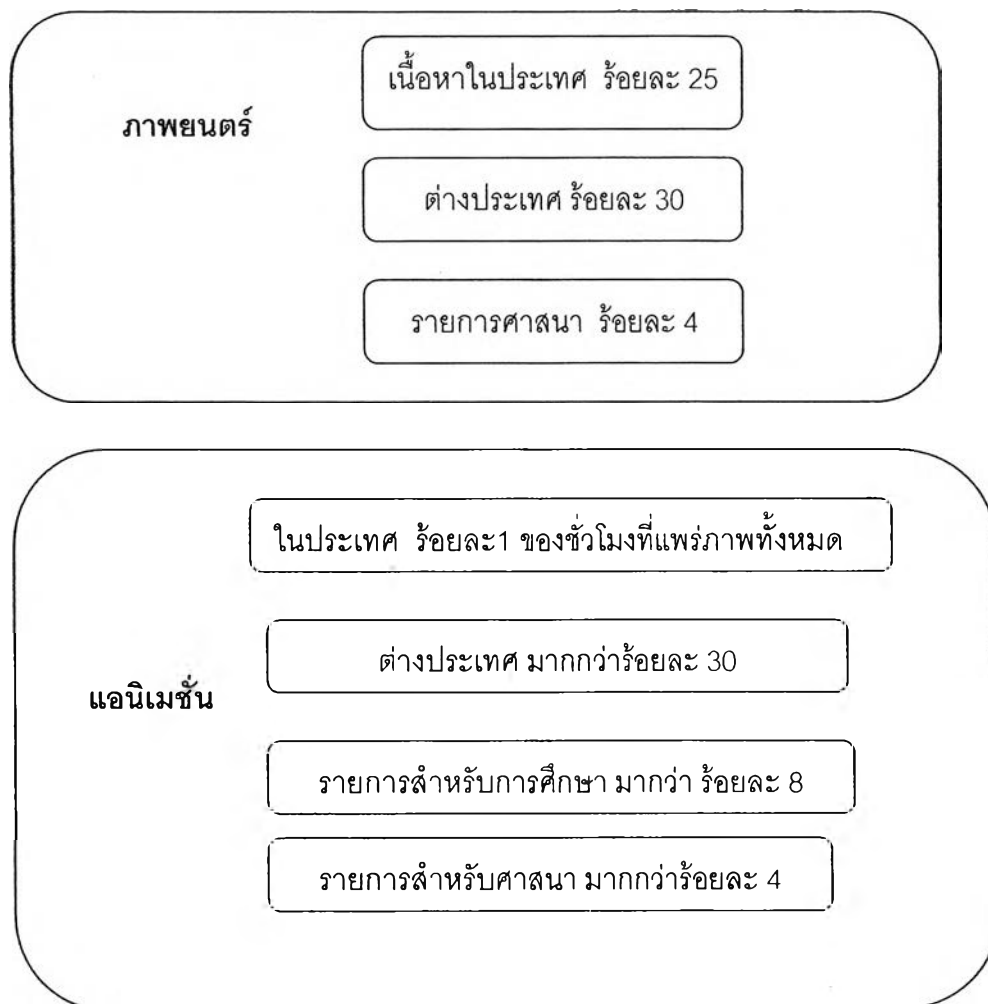 เนื้อหาในประเทศ ร้อยละ 25
ภาพยนตร์
ต่างประเทศ ร้อยละ 30
รายการศาสนา ร้อยละ 4
ในประเทศ ร้อยละ1 ของชั่วโมงที่แพร่ภาพทั้งหมด
ต่างประเทศ มากกว่าร้อยละ 30
แอนิเมชั่น
รายการสำหรับการศึกษา มากว่า ร้อยละ 8
รายการสำหรับศาสนา มากกว่าร้อยละ 4